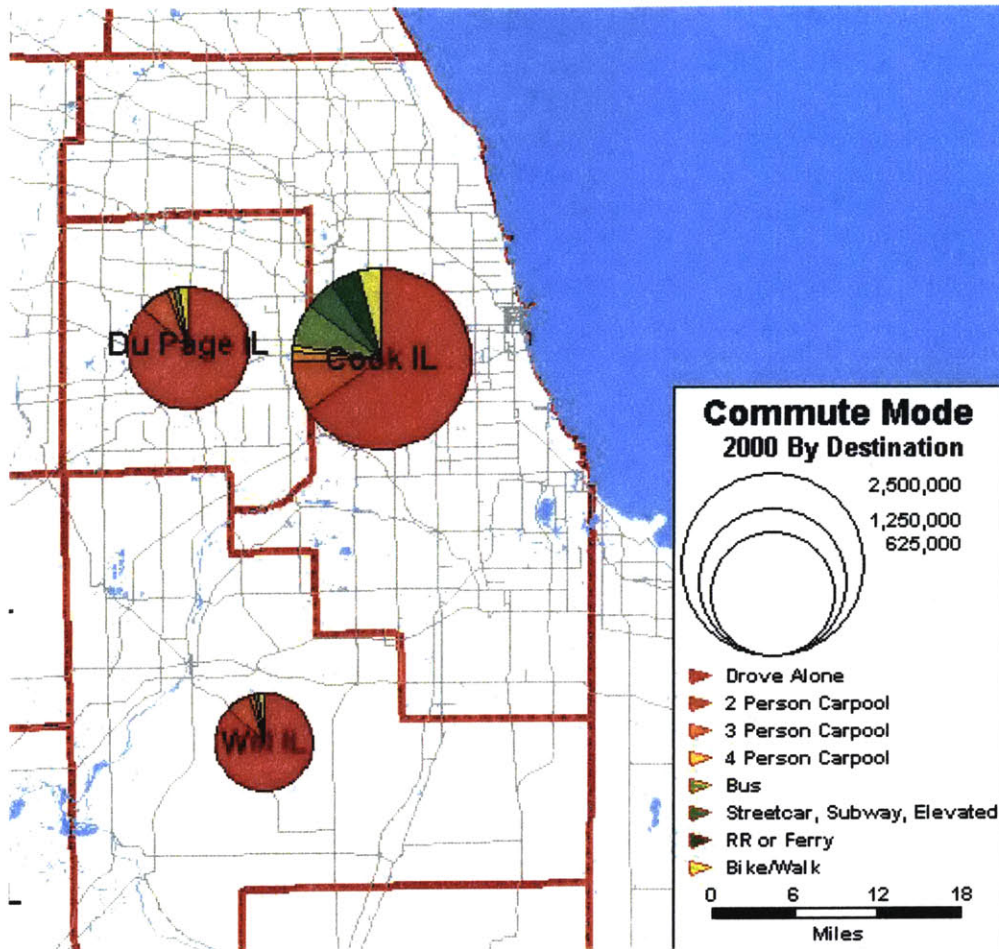 Du Page IL
Cook IL
Will IL
Commute Mode
2000 By Destination
2,500,000
1,250,000
625,000
Drove Alone
2 Person Carpool
3 Person Carpool
4 Person Carpool
Bus
Streetcar, Subway, Elevated
RR or Ferry
Bike/Walk
0 6 12 18
Miles